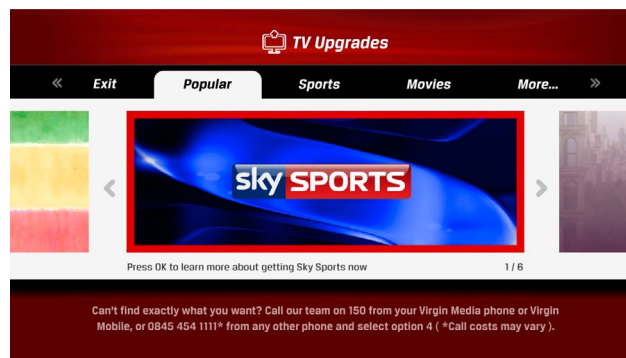 TV Upgrades
« Exit Popular Sports Movies More... »
sky SPORTS
Press OK to learn more about getting Sky Sports now 1 / 6
Can't find exactly what you want? Call our team on 150 from your Virgin Media phone or Virgin
Mobile, or 0845 454 1111* from any other phone and select option 4 ( *Call costs may vary ).